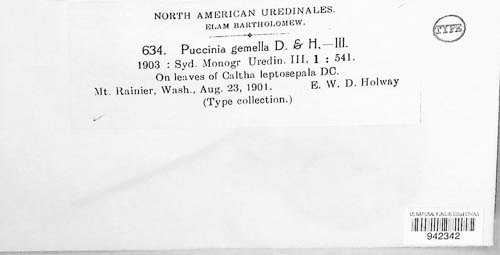 NORTH AMERICAN UREDINALES.
ELAM BARTHOLOMEW.
TYPE
634. Puccinia gemella D. & H.—III.
1903 : Syd. Monogr Uredin. III. 1 : 541.
On leaves of Caltha leptosepala DC.
Mt. Rainier, Wash., Aug. 23, 1901. E. W. D. Holway
(Type collection.)
US NATIONAL FUNGUS COLLECTIONS
942342